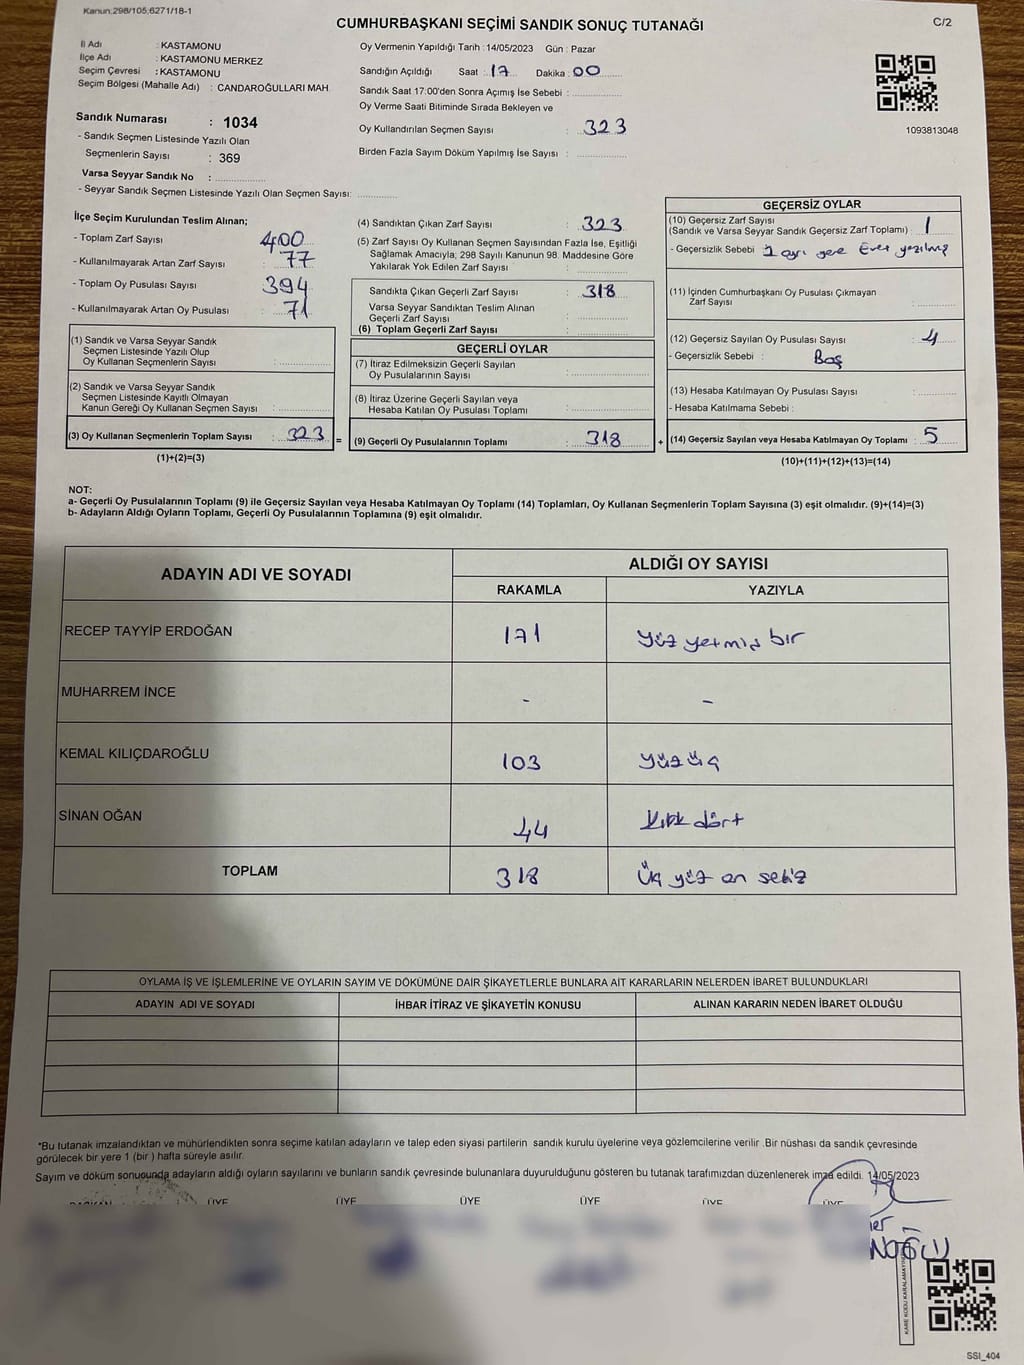 Kanun:298/105;6271/18-1
CUMHURBAŞKANI SEÇİMİ SANDIK SONUÇ TUTANAĞI
C/2
İl Adı : KASTAMONU
İlçe Adı : KASTAMONU MERKEZ
Seçim Çevresi : KASTAMONU
Seçim Bölgesi (Mahalle Adı) : CANDAROĞULLARI MAH.
Sandık Numarası : 1034
- Sandık Seçmen Listesinde Yazılı Olan
Seçmenlerin Sayısı : 369
Varsa Seyyar Sandık No :
- Seyyar Sandık Seçmen Listesinde Yazılı Olan Seçmen Sayısı:
Oy Vermenin Yapıldığı Tarih : 14/05/2023 Gün : Pazar
Sandığın Açıldığı Saat : 17 Dakika : 00
Sandık Saat 17:00'den Sonra Açımış İse Sebebi :
Oy Verme Saati Bitiminde Sırada Bekleyen ve
Oy Kullandırılan Seçmen Sayısı : 323
Birden Fazla Sayım Döküm Yapılmış İse Sayısı :
1093813048
İlçe Seçim Kurulundan Teslim Alınan;
- Toplam Zarf Sayısı : 400
- Kullanılmayarak Artan Zarf Sayısı : 77
- Toplam Oy Pusulası Sayısı : 394
- Kullanılmayarak Artan Oy Pusulası : 71
(1) Sandık ve Varsa Seyyar Sandık
Seçmen Listesinde Yazılı Olup
Oy Kullanan Seçmenlerin Sayısı :
(2) Sandık ve Varsa Seyyar Sandık
Seçmen Listesinde Kayıtlı Olmayan
Kanun Gereği Oy Kullanan Seçmen Sayısı :
(3) Oy Kullanan Seçmenlerin Toplam Sayısı : 323 =
(1)+(2)=(3)
(4) Sandıktan Çıkan Zarf Sayısı : 323
(5) Zarf Sayısı Oy Kullanan Seçmen Sayısından Fazla İse, Eşitliği
Sağlamak Amacıyla; 298 Sayılı Kanunun 98. Maddesine Göre
Yakılarak Yok Edilen Zarf Sayısı :
Sandıkta Çıkan Geçerli Zarf Sayısı : 318
Varsa Seyyar Sandıktan Teslim Alınan
Geçerli Zarf Sayısı :
(6) Toplam Geçerli Zarf Sayısı :
GEÇERLİ OYLAR
(7) İtiraz Edilmeksizin Geçerli Sayılan
Oy Pusulalarının Sayısı :
(8) İtiraz Üzerine Geçerli Sayılan veya
Hesaba Katılan Oy Pusulası Toplamı :
(9) Geçerli Oy Pusulalarının Toplamı : 318 +
GEÇERSİZ OYLAR
(10) Geçersiz Zarf Sayısı
(Sandık ve Varsa Seyyar Sandık Geçersiz Zarf Toplamı) : 1
- Geçersizlik Sebebi : 2 ayrı yere Evet yazılmış
(11) İçinden Cumhurbaşkanı Oy Pusulası Çıkmayan
Zarf Sayısı :
(12) Geçersiz Sayılan Oy Pusulası Sayısı : 4
- Geçersizlik Sebebi : Boş
(13) Hesaba Katılmayan Oy Pusulası Sayısı :
- Hesaba Katılmama Sebebi :
(14) Geçersiz Sayılan veya Hesaba Katılmayan Oy Toplamı : 5
(10)+(11)+(12)+(13)=(14)
NOT:
a- Geçerli Oy Pusulalarının Toplamı (9) ile Geçersiz Sayılan veya Hesaba Katılmayan Oy Toplamı (14) Toplamları, Oy Kullanan Seçmenlerin Toplam Sayısına (3) eşit olmalıdır. (9)+(14)=(3)
b- Adayların Aldığı Oyların Toplamı, Geçerli Oy Pusulalarının Toplamına (9) eşit olmalıdır.
ADAYIN ADI VE SOYADI
ALDIĞI OY SAYISI
RAKAMLA YAZIYLA
RECEP TAYYİP ERDOĞAN 171 yüz yetmiş bir
MUHARREM İNCE - -
KEMAL KILIÇDAROĞLU 103 yüz üç
SİNAN OĞAN 44 kırk dört
TOPLAM 318 Üç yüz on sekiz
OYLAMA İŞ VE İŞLEMLERİNE VE OYLARIN SAYIM VE DÖKÜMÜNE DAİR ŞİKAYETLERLE BUNLARA AİT KARARLARIN NELERDEN İBARET BULUNDUKLARI
ADAYIN ADI VE SOYADI İHBAR İTİRAZ VE ŞİKAYETİN KONUSU ALINAN KARARIN NEDEN İBARET OLDUĞU
*Bu tutanak imzalandıktan ve mühürlendikten sonra seçime katılan adayların ve talep eden siyasi partilerin sandık kurulu üyelerine veya gözlemcilerine verilir .Bir nüshası da sandık çevresinde
görülecek bir yere 1 (bir ) hafta süreyle asılır.
Sayım ve döküm sonucunda adayların aldığı oyların sayılarını ve bunların sandık çevresinde bulunanlara duyurulduğunu gösteren bu tutanak tarafımızdan düzenlenerek imza edildi. 14/05/2023
BAŞKAN ÜYE ÜYE ÜYE ÜYE ÜYE ÜYE
KARE KODU KARALAMAYINIZ
SSI_404